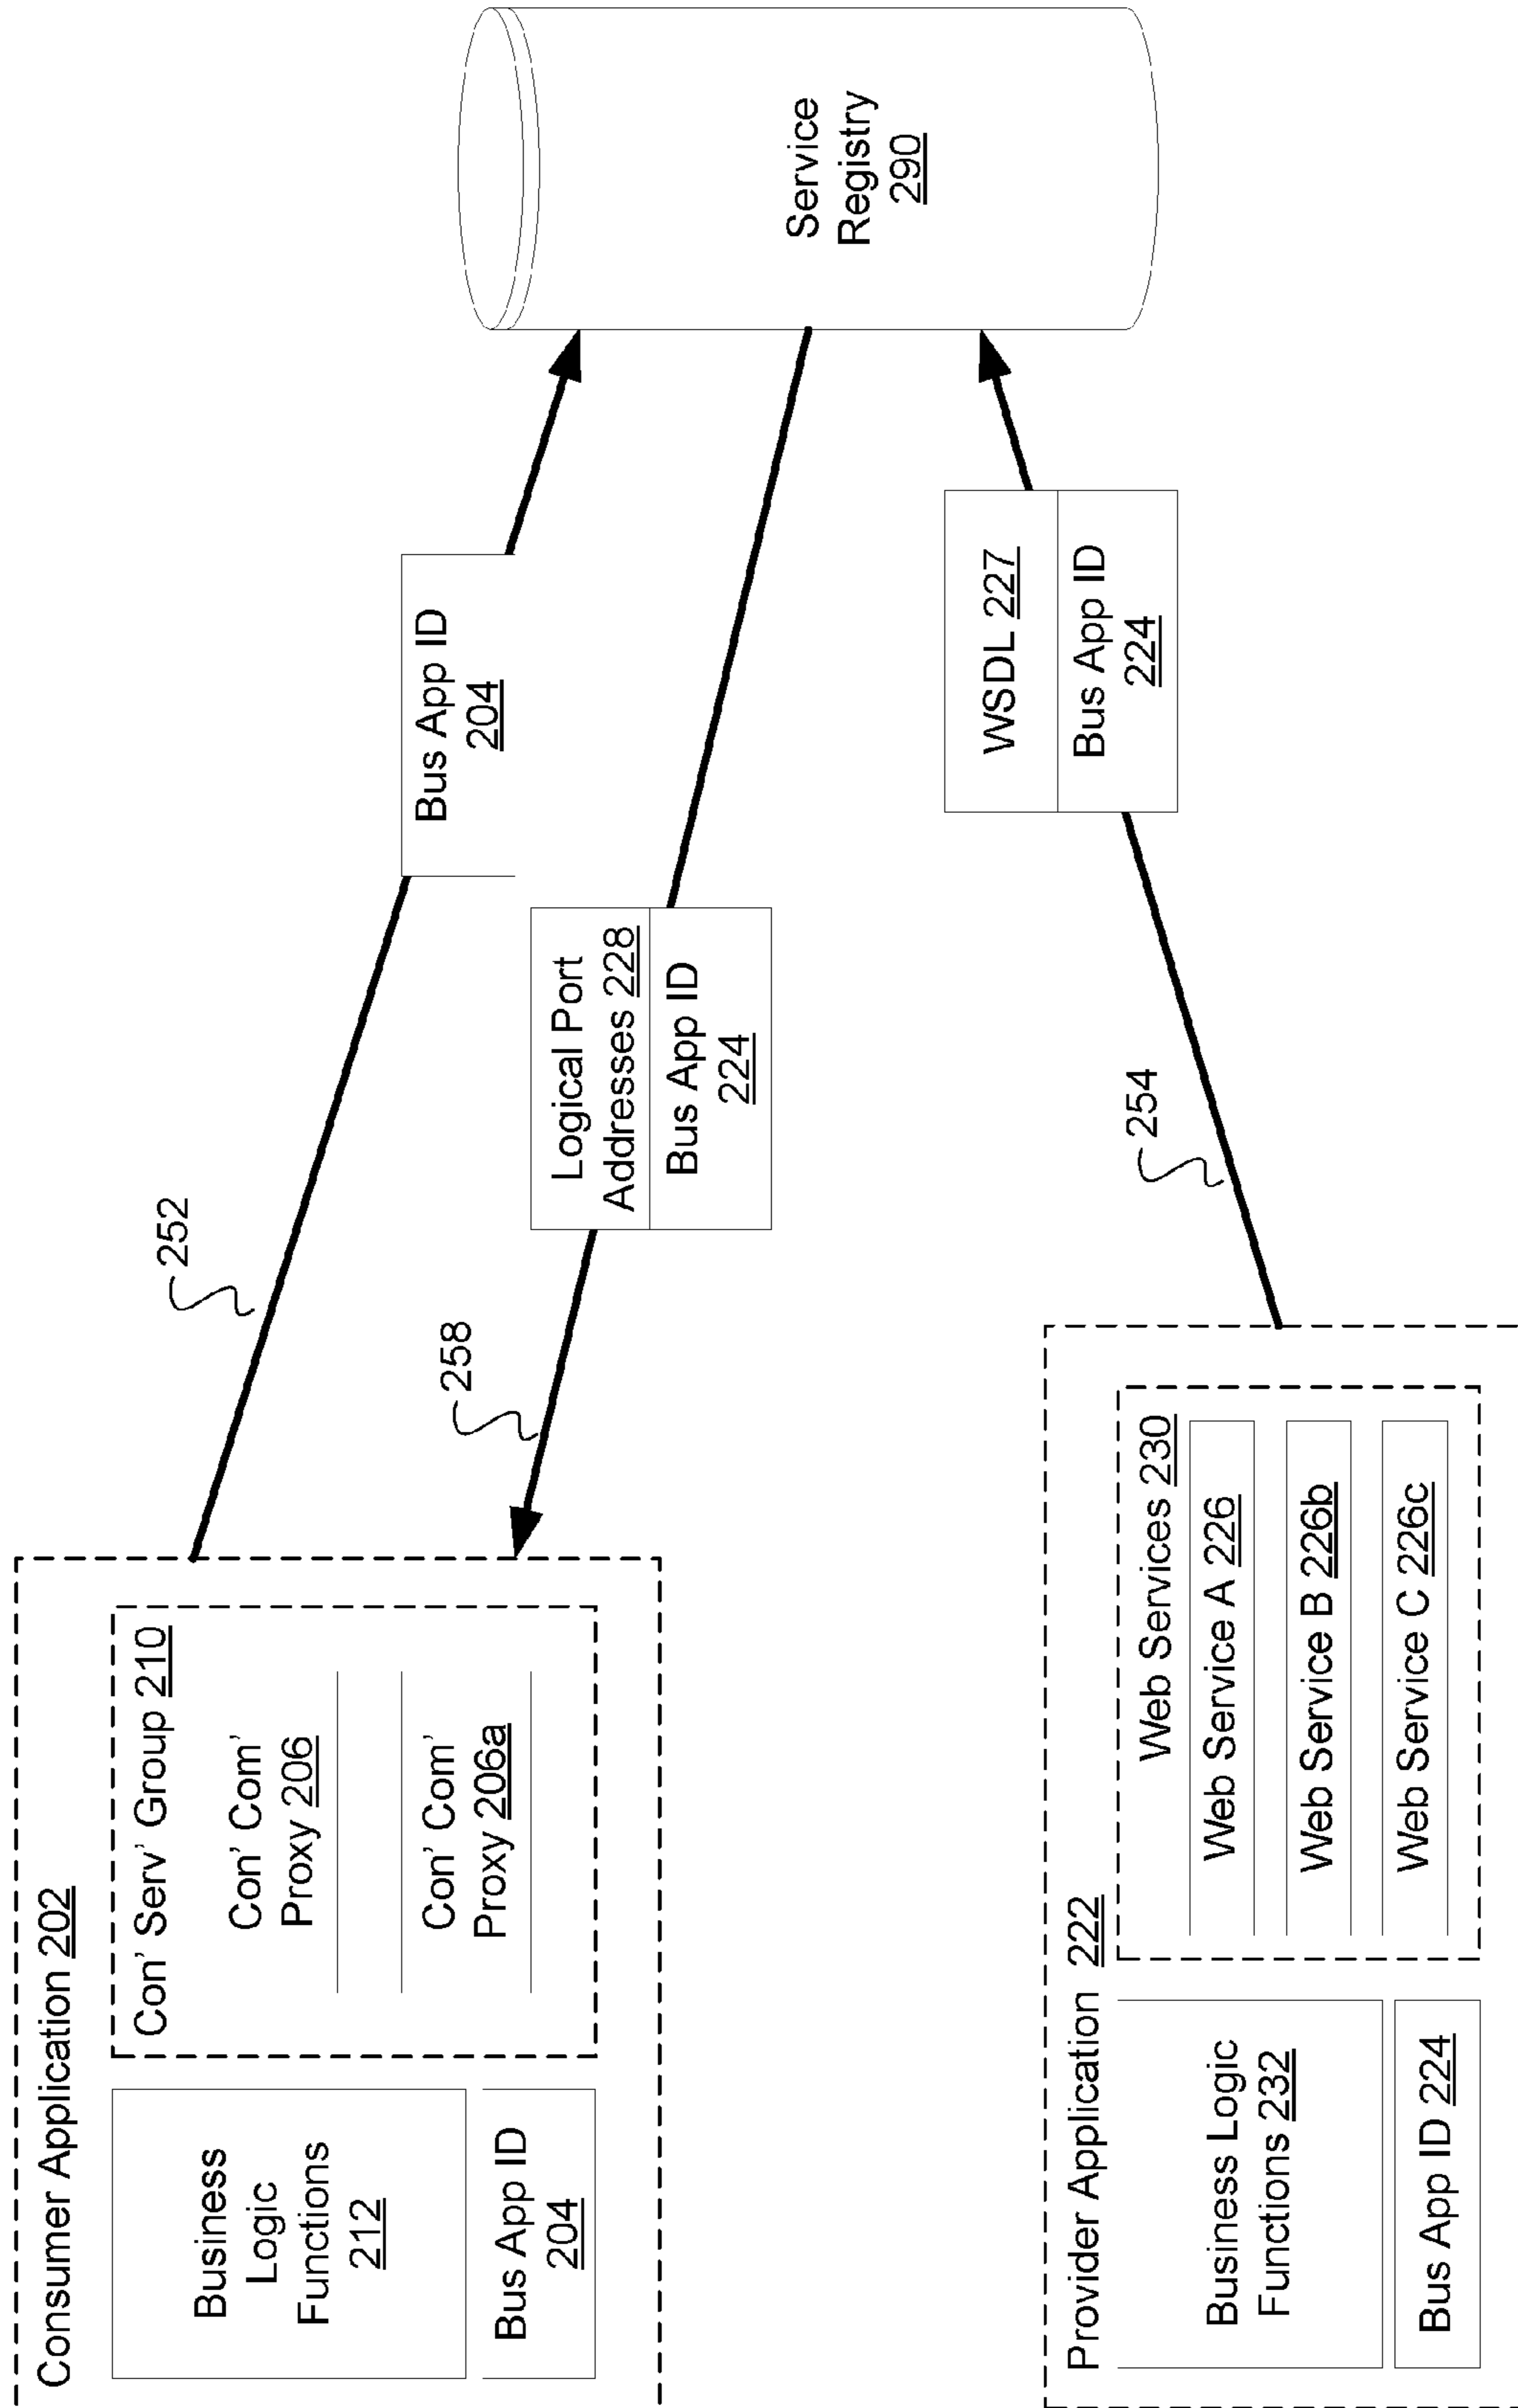 Consumer Application 202
Business
Logic
Functions
212
Bus App ID
204
Con' Serv' Group 210
Con' Com'
Proxy 206
Con' Com'
Proxy 206a
252
Bus App ID
204
258
Logical Port
Addresses 228
Bus App ID
224
Service
Registry
290
Provider Application 222
Business Logic
Functions 232
Bus App ID 224
Web Services 230
Web Service A 226
Web Service B 226b
Web Service C 226c
254
WSDL 227
Bus App ID
224